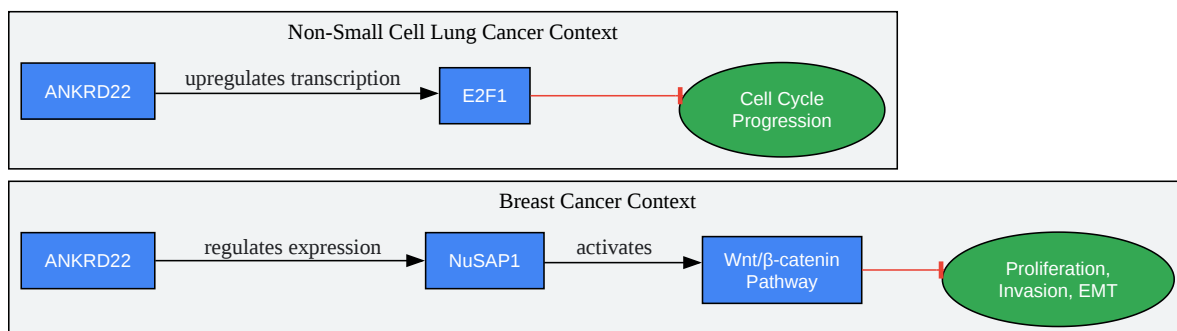 Non-Small Cell Lung Cancer Context
ANKRD22
upregulates transcription
E2F1
Cell Cycle
Progression
Breast Cancer Context
ANKRD22
regulates expression
NuSAP1
activates
Wnt/β-catenin
Pathway
Proliferation,
Invasion, EMT